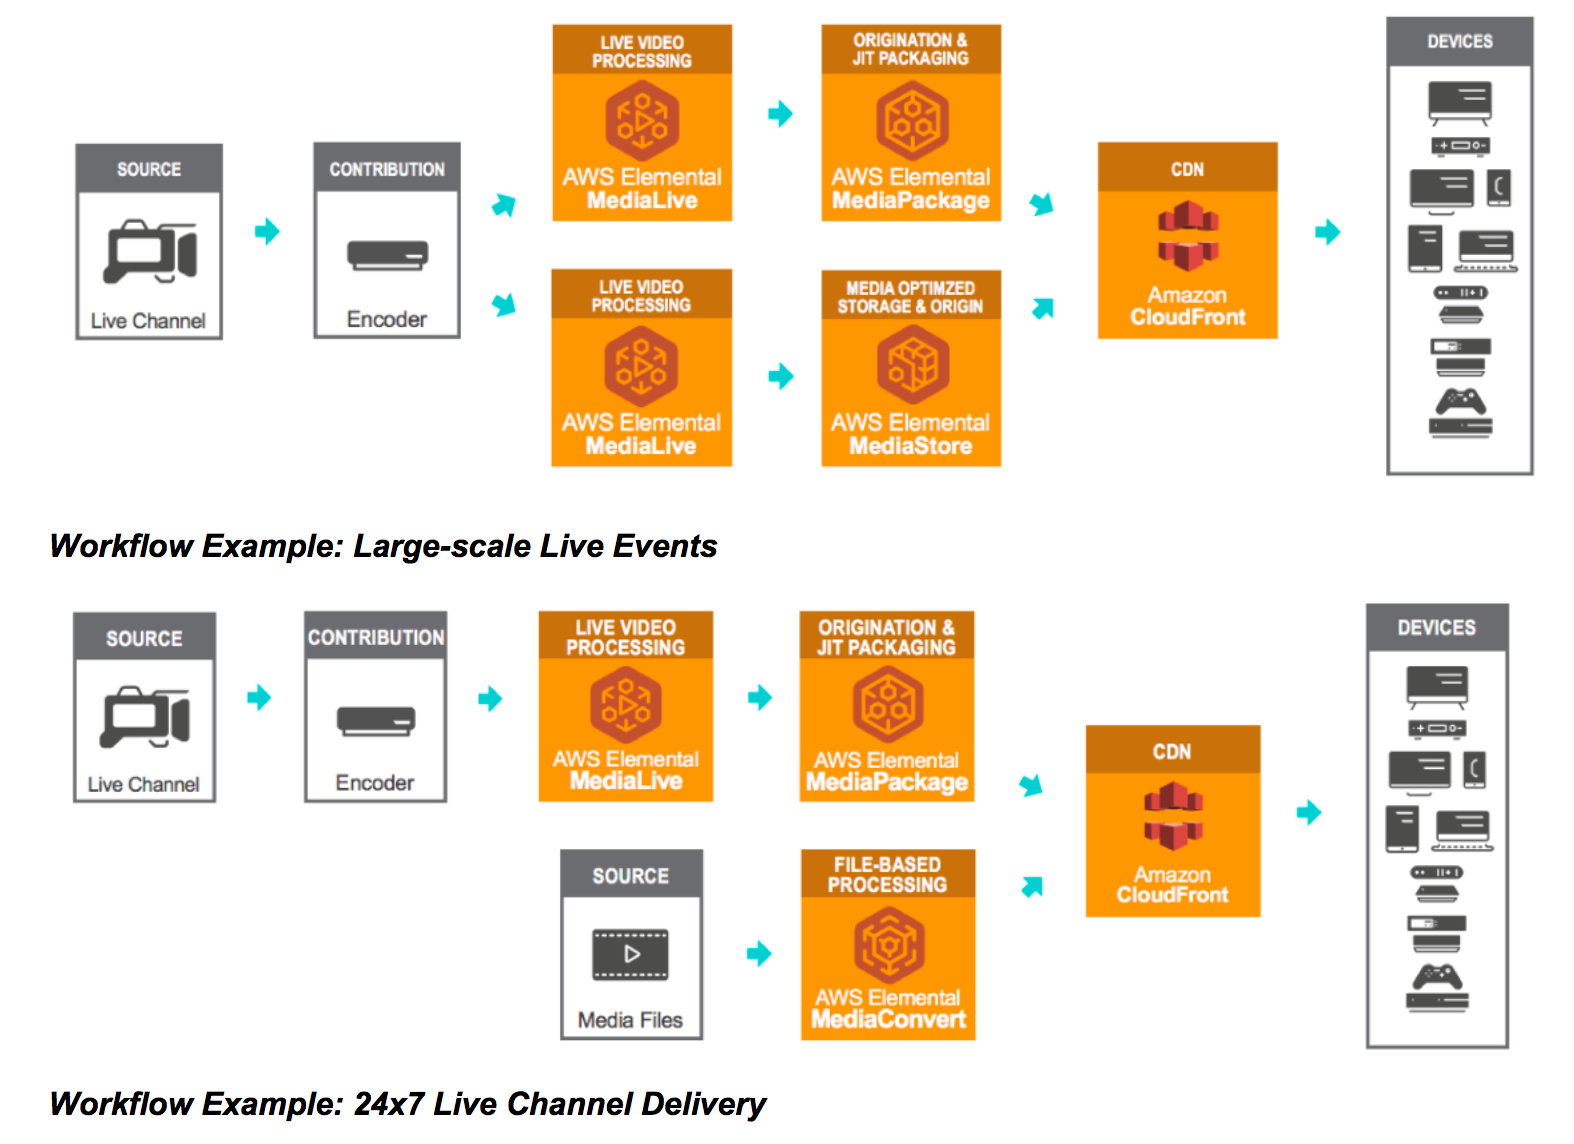 SOURCE
Live Channel
CONTRIBUTION
Encoder
LIVE VIDEO
PROCESSING
AWS Elemental
MediaLive
ORIGINATION &
JIT PACKAGING
AWS Elemental
MediaPackage
LIVE VIDEO
PROCESSING
AWS Elemental
MediaLive
MEDIA OPTIMZED
STORAGE & ORIGIN
AWS Elemental
MediaStore
CDN
Amazon
CloudFront
DEVICES
Workflow Example: Large-scale Live Events
SOURCE
Live Channel
CONTRIBUTION
Encoder
LIVE VIDEO
PROCESSING
AWS Elemental
MediaLive
ORIGINATION &
JIT PACKAGING
AWS Elemental
MediaPackage
SOURCE
Media Files
FILE-BASED
PROCESSING
AWS Elemental
MediaConvert
CDN
Amazon
CloudFront
DEVICES
Workflow Example: 24x7 Live Channel Delivery